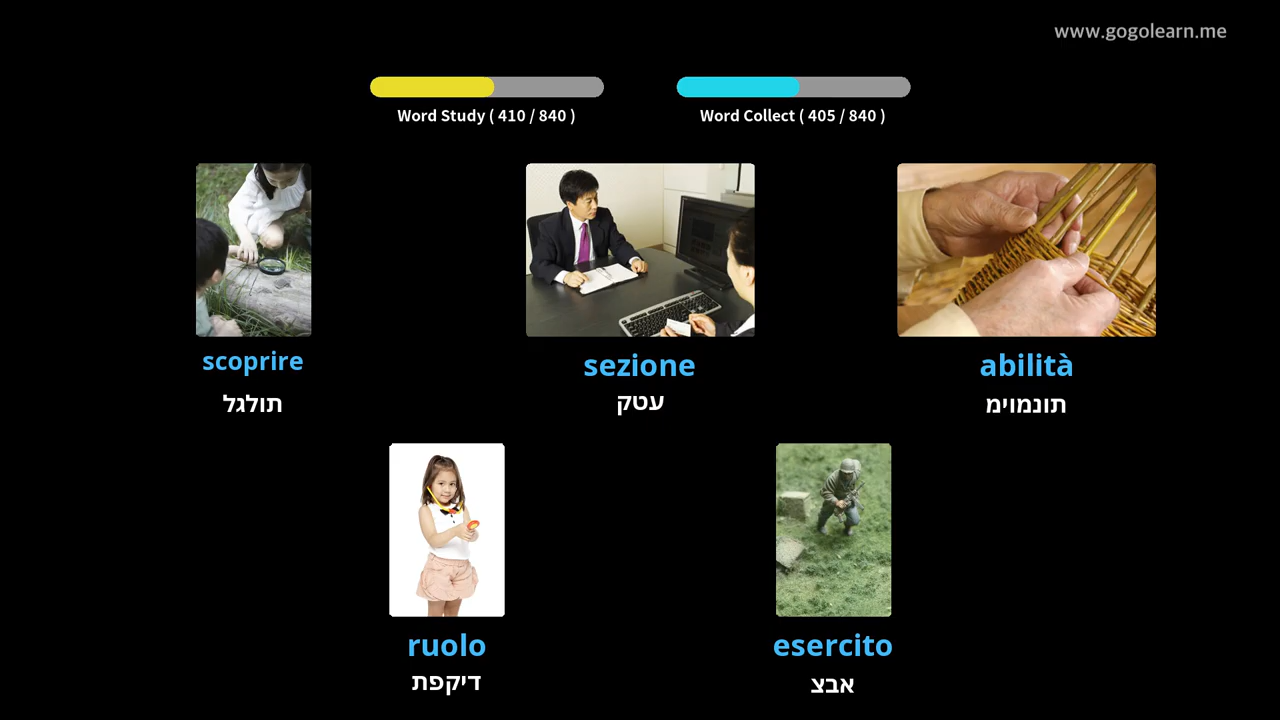 www.gogolearn.me
Word Study ( 410 / 840 )
Word Collect ( 405 / 840 )
scoprire
תולגל
sezione
עטק
abilità
תונמוימ
ruolo
דיקפת
esercito
אבצ